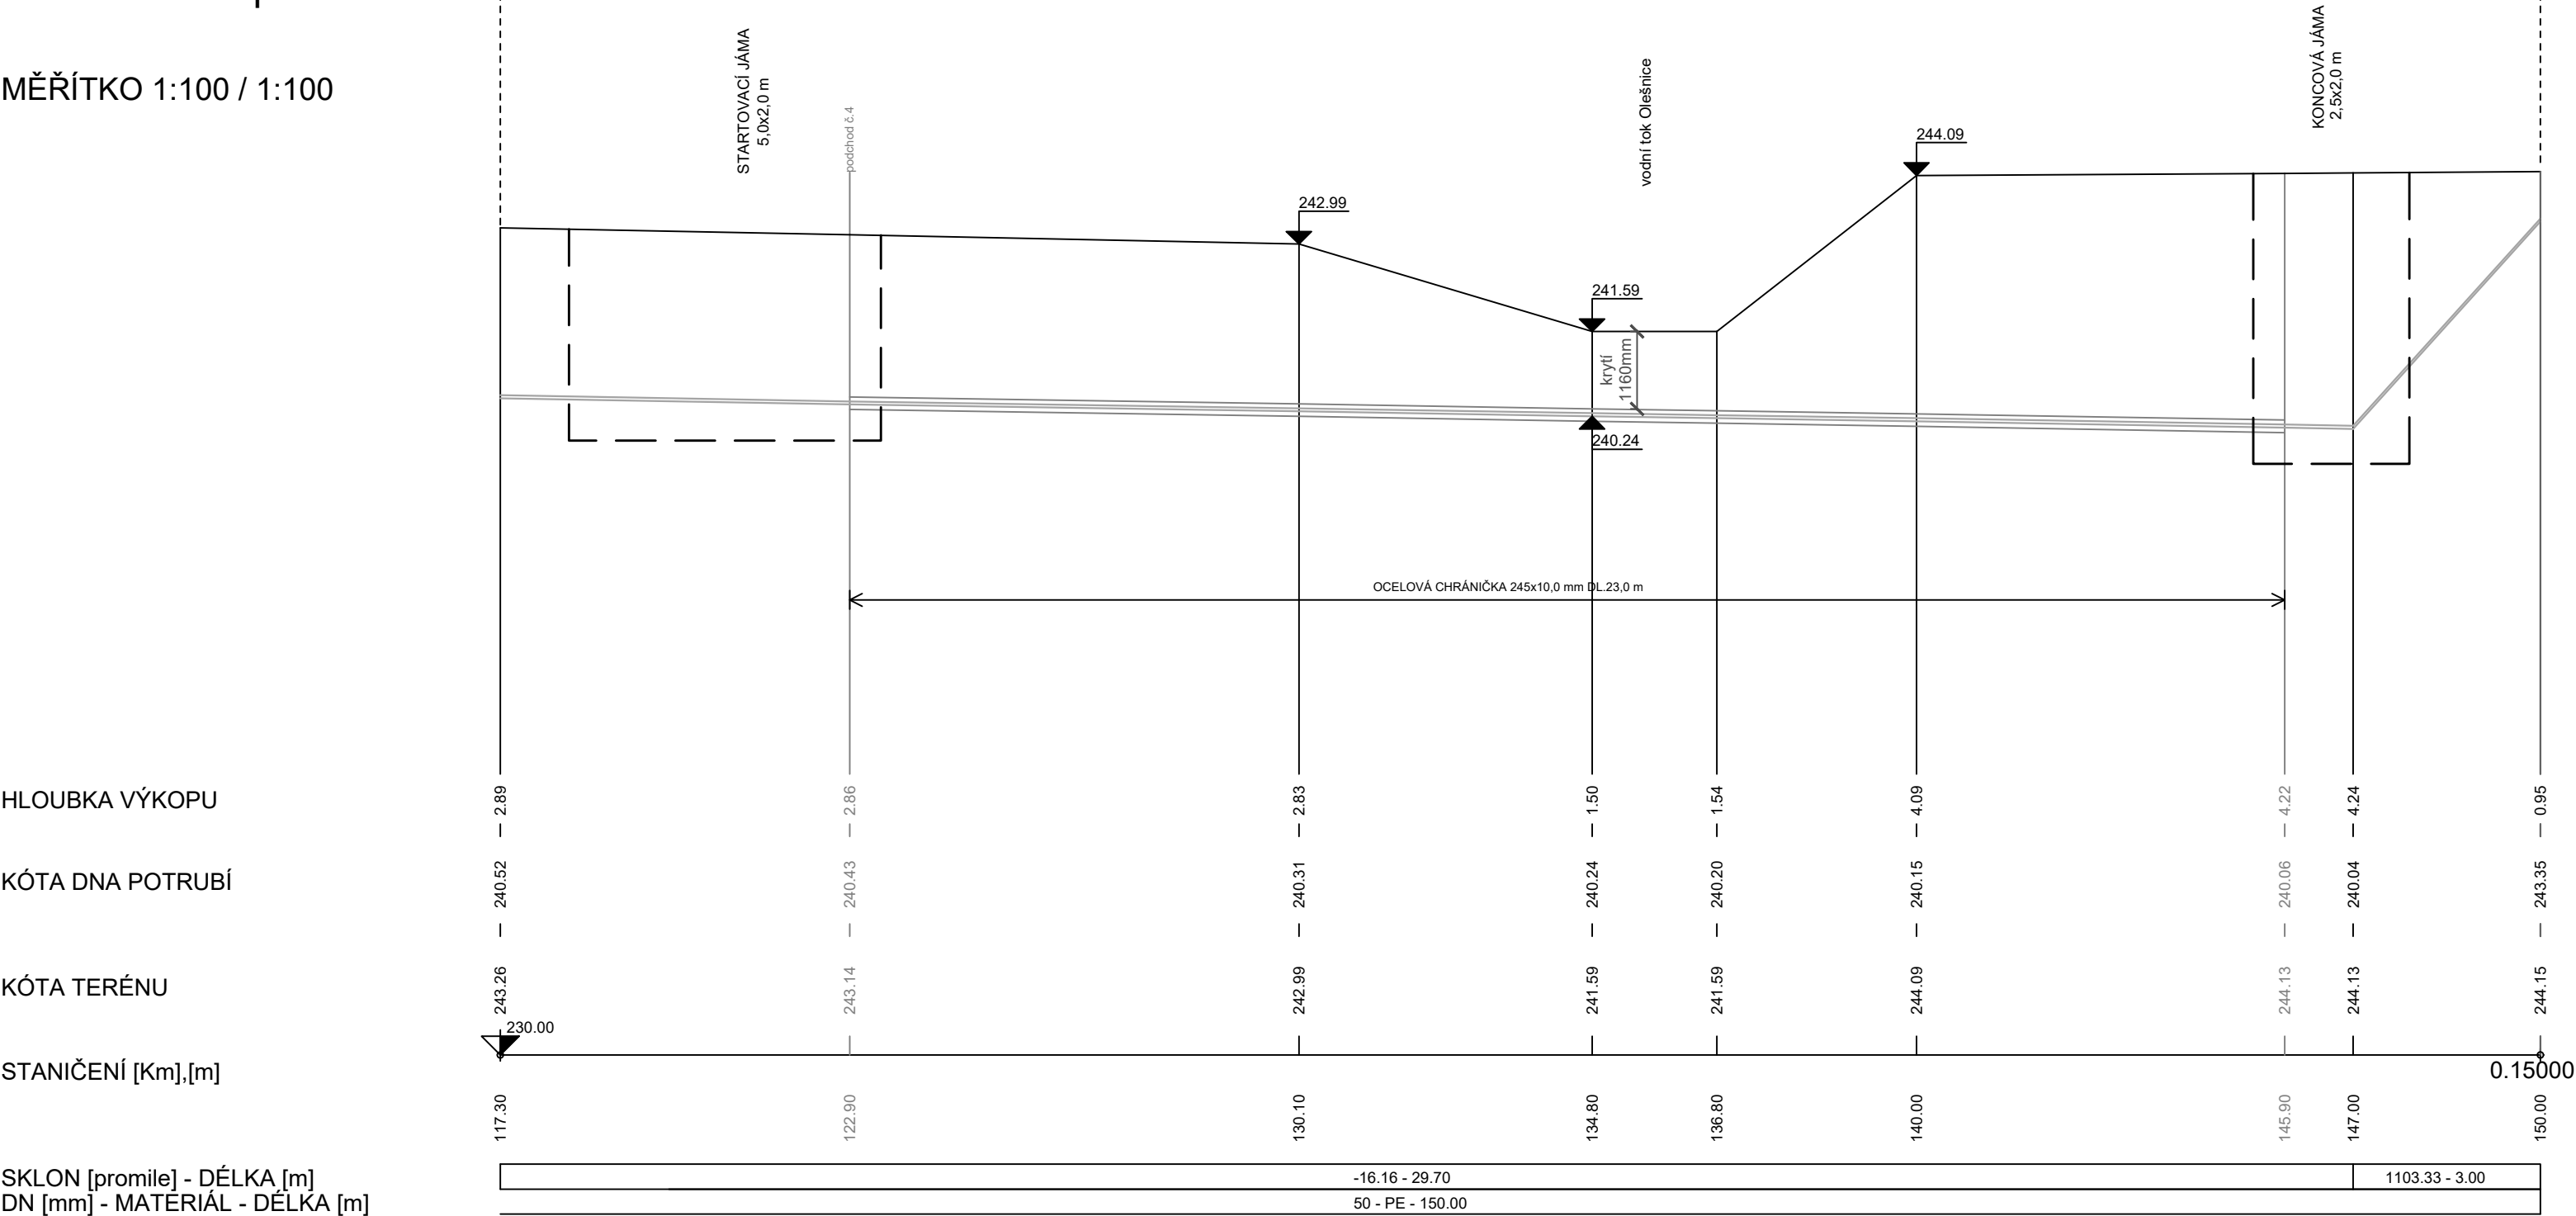 MĚŘÍTKO 1:100 / 1:100
STARTOVACÍ JÁMA
5,0x2,0 m
podchod č.4
vodní tok Olešnice
KONCOVÁ JÁMA
2,5x2,0 m
242.99
241.59
244.09
krytí
1160mm
240.24
OCELOVÁ CHRÁNIČKA 245x10,0 mm DL.23,0 m
HLOUBKA VÝKOPU
2.89 2.86 2.83 1.50 1.54 4.09 4.22 4.24 0.95
KÓTA DNA POTRUBÍ
240.52 240.43 240.31 240.24 240.20 240.15 240.06 240.04 243.35
KÓTA TERÉNU
243.26 243.14 242.99 241.59 241.59 244.09 244.13 244.13 244.15
230.00
STANIČENÍ [Km],[m]
0.15000
117.30 122.90 130.10 134.80 136.80 140.00 145.90 147.00 150.00
SKLON [promile] - DÉLKA [m]
-16.16 - 29.70
1103.33 - 3.00
DN [mm] - MATERIÁL - DÉLKA [m]
50 - PE - 150.00